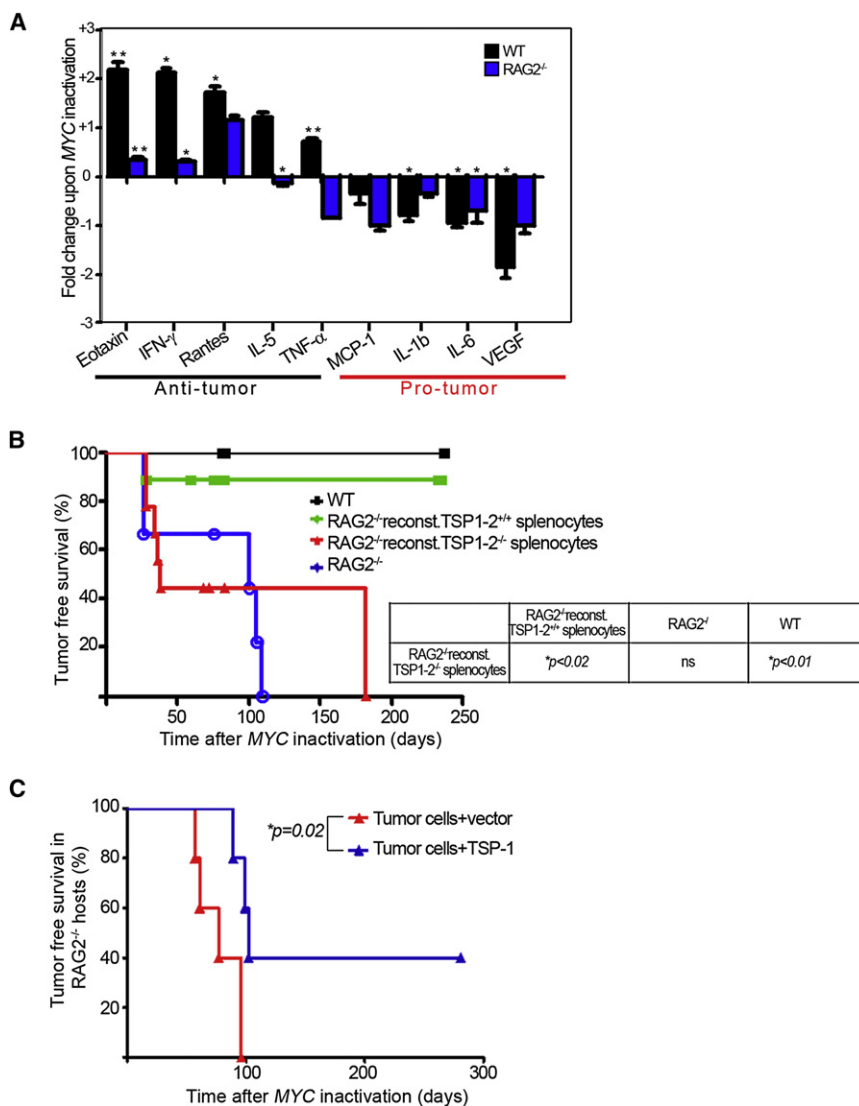 A
Fold change upon MYC inactivation
+3
+2
+1
0
-1
-2
-3
** * * ** * * * *
** * *
WT
RAG2-/-
Eotaxin IFN-γ Rantes IL-5 TNF-α MCP-1 IL-1b IL-6 VEGF
Anti-tumor Pro-tumor
B
Tumor free survival (%)
100
80
60
40
20
WT
RAG2-/-reconst.TSP1-2+/+ splenocytes
RAG2-/-reconst.TSP1-2-/- splenocytes
RAG2-/-
50 100 150 200 250
Time after MYC inactivation (days)
RAG2-/-reconst.
TSP1-2+/+ splenocytes
RAG2-/-
WT
RAG2-/-reconst.
TSP1-2-/- splenocytes
*p<0.02
ns
*p<0.01
C
Tumor free survival in
RAG2-/- hosts (%)
100
80
60
40
20
*p=0.02
Tumor cells+vector
Tumor cells+TSP-1
100 200 300
Time after MYC inactivation (days)